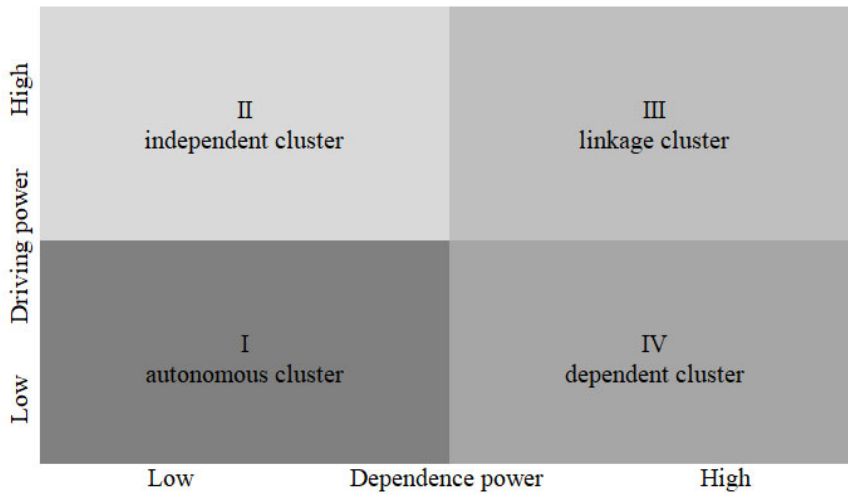 High
Driving power
Low
II
independent cluster
III
linkage cluster
I
autonomous cluster
IV
dependent cluster
Low
Dependence power
High